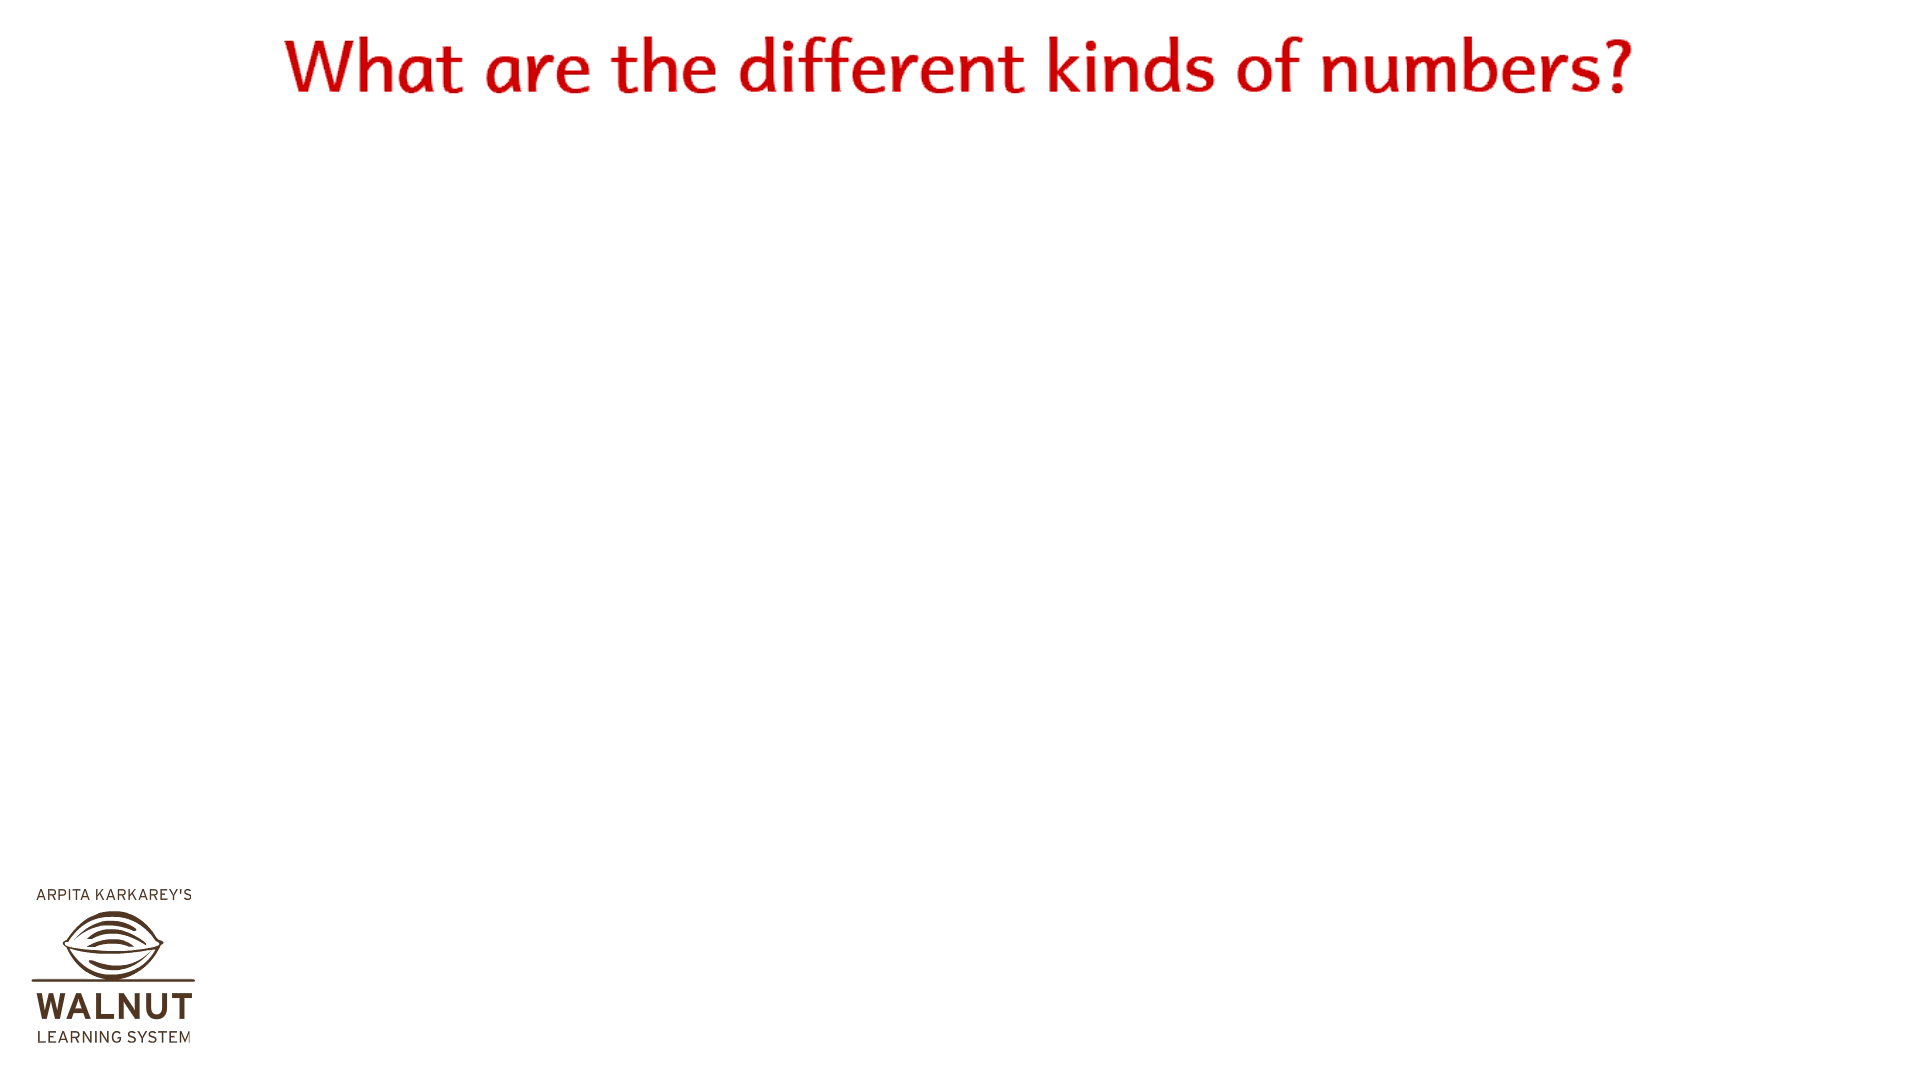 What are the different kinds of numbers?
ARPITA KARKAREY'S
WALNUT
LEARNING SYSTEM